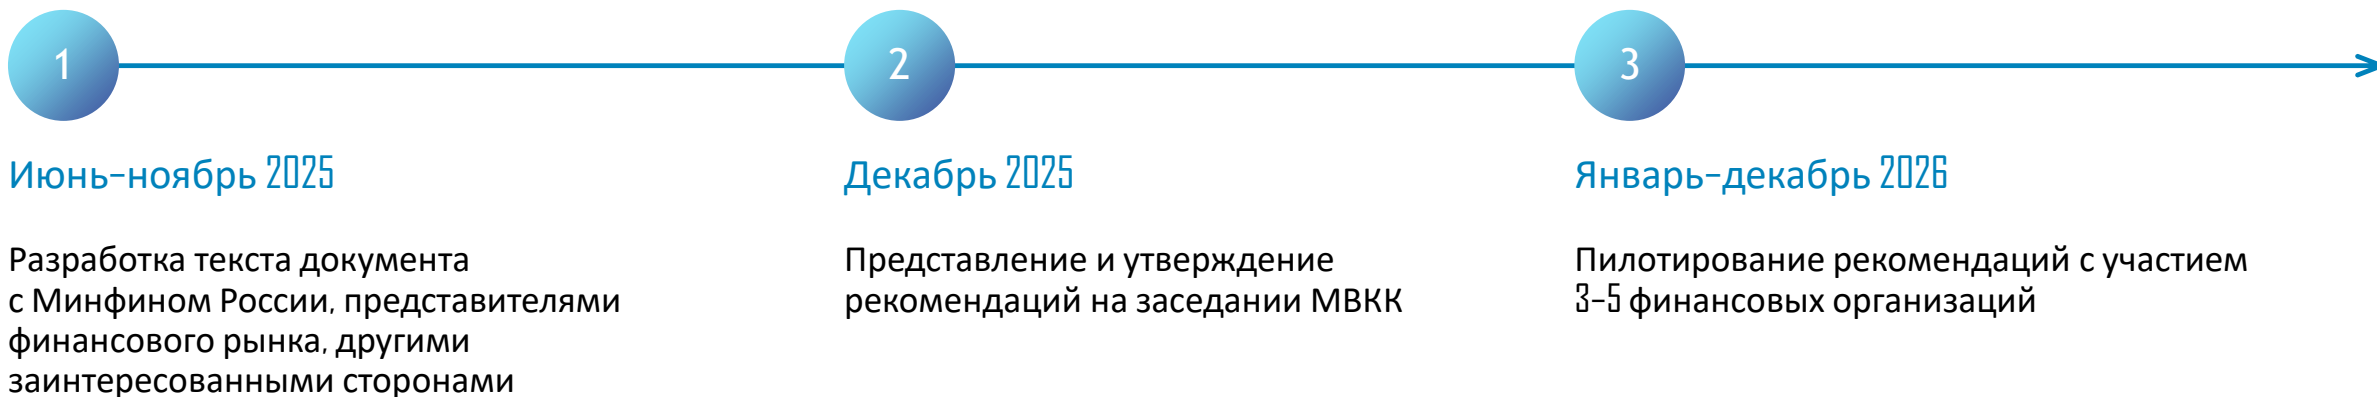 1
2
3
Июнь–ноябрь 2025
Разработка текста документа
с Минфином России, представителями
финансового рынка, другими
заинтересованными сторонами
Декабрь 2025
Представление и утверждение
рекомендаций на заседании МВКК
Январь–декабрь 2026
Пилотирование рекомендаций с участием
3–5 финансовых организаций